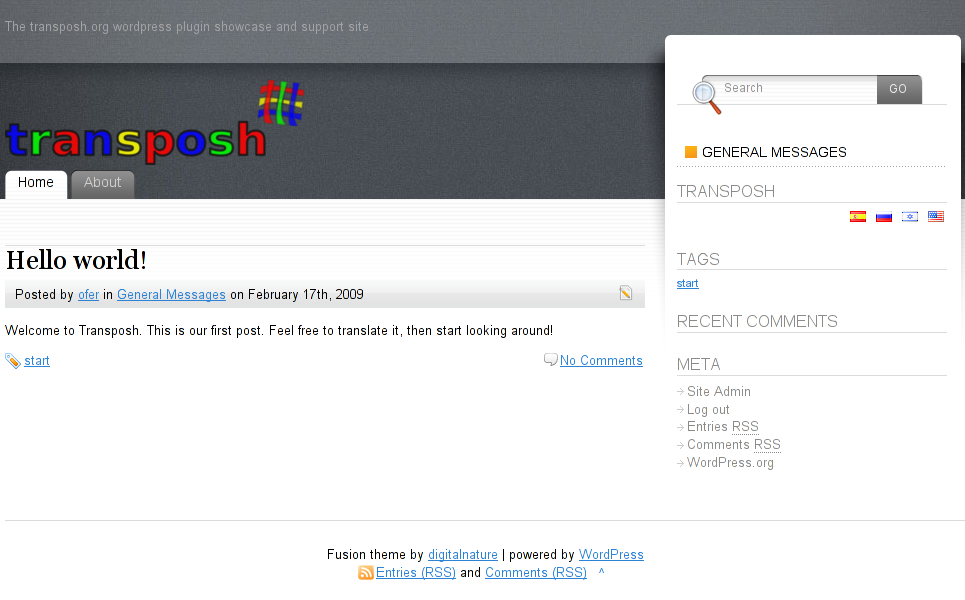 The transposh.org wordpress plugin showcase and support site
transposh
Home About
Hello world!
Posted by ofer in General Messages on February 17th, 2009
Welcome to Transposh. This is our first post. Feel free to translate it, then start looking around!
start
No Comments
Search GO
GENERAL MESSAGES
TRANSPOSH
TAGS
start
RECENT COMMENTS
META
Site Admin
Log out
Entries RSS
Comments RSS
WordPress.org
Fusion theme by digitalnature | powered by WordPress
Entries (RSS) and Comments (RSS) ^